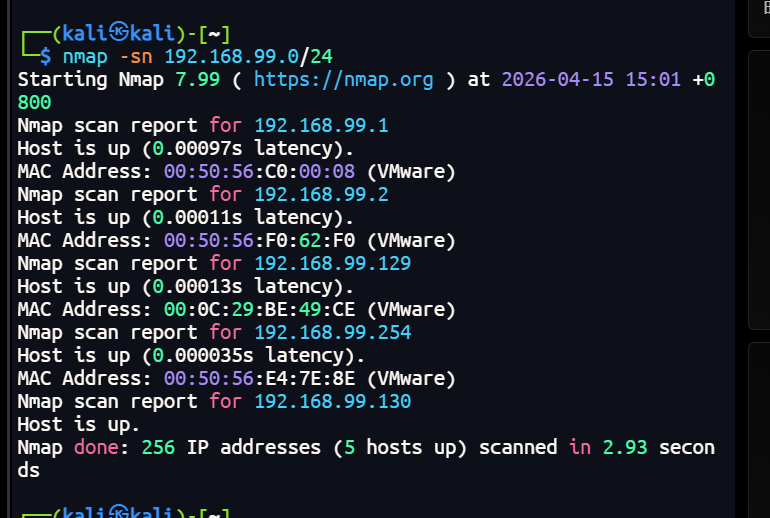 ┌──(kali㉿kali)-[~]
└─$ nmap -sn 192.168.99.0/24
Starting Nmap 7.99 ( https://nmap.org ) at 2026-04-15 15:01 +0
800
Nmap scan report for 192.168.99.1
Host is up (0.00097s latency).
MAC Address: 00:50:56:C0:00:08 (VMware)
Nmap scan report for 192.168.99.2
Host is up (0.00011s latency).
MAC Address: 00:50:56:F0:62:F0 (VMware)
Nmap scan report for 192.168.99.129
Host is up (0.00013s latency).
MAC Address: 00:0C:29:BE:49:CE (VMware)
Nmap scan report for 192.168.99.254
Host is up (0.000035s latency).
MAC Address: 00:50:56:E4:7E:8E (VMware)
Nmap scan report for 192.168.99.130
Host is up.
Nmap done: 256 IP addresses (5 hosts up) scanned in 2.93 secon
ds
┌──(kali㉿kali)-[~]